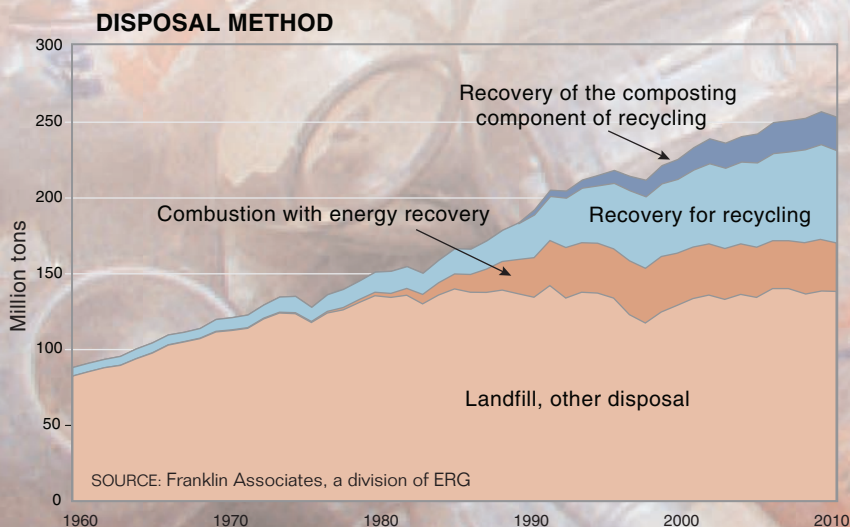 DISPOSAL METHOD
300
250
200
150
100
50
0
Million tons
Recovery of the composting
component of recycling
Combustion with energy recovery
Recovery for recycling
Landfill, other disposal
SOURCE: Franklin Associates, a division of ERG
1960
1970
1980
1990
2000
2010